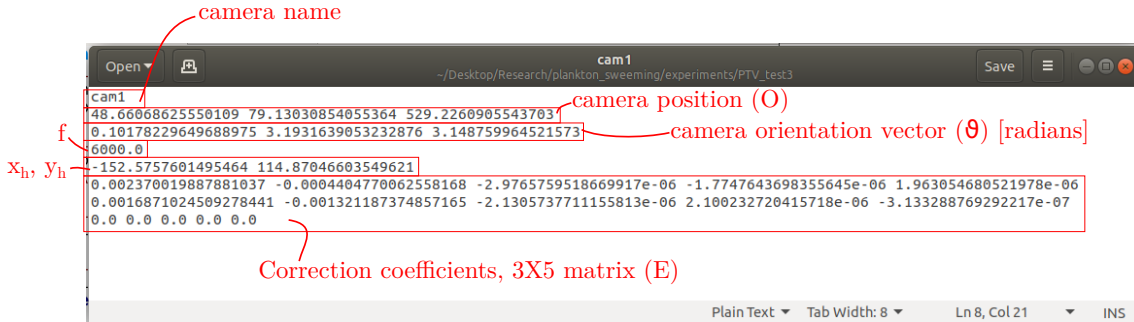 camera name
Open
cam1
~/Desktop/Research/plankton_sweeming/experiments/PTV_test3
Save
cam1
48.66068625550109 79.13030854055364 529.2260905543703
camera position (O)
0.10178229649688975 3.1931639053232876 3.148759964521573
camera orientation vector (ϑ) [radians]
f
6000.0
xh, yh
-152.5757601495464 114.87046603549621
0.002370019887881037 -0.0004404770062558168 -2.9765759518669917e-06 -1.7747643698355645e-06 1.963054680521978e-06
0.0016871024509278441 -0.001321187374857165 -2.1305737711155813e-06 2.100232720415718e-06 -3.133288769292217e-07
0.0 0.0 0.0 0.0 0.0
Correction coefficients, 3X5 matrix (E)
Plain Text Tab Width: 8 Ln 8, Col 21 INS